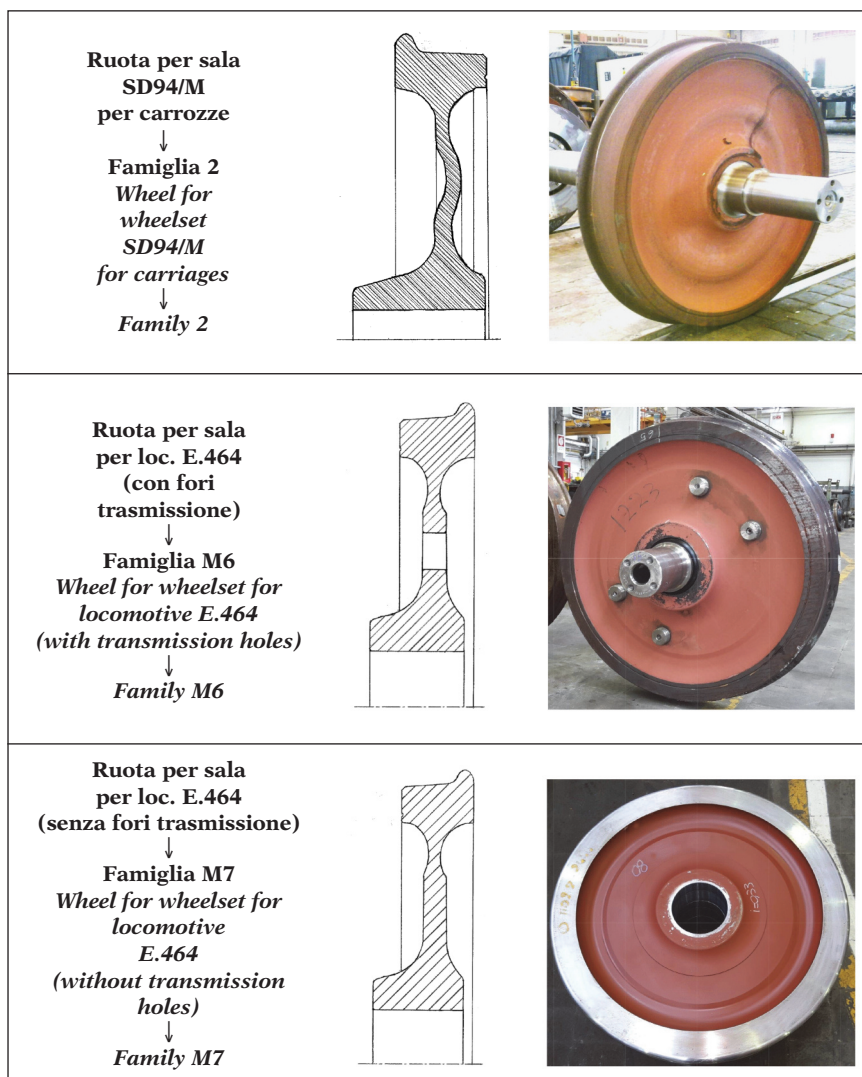 Ruota per sala
SD94/M
per carrozze
↓
Famiglia 2
Wheel for
wheelset
SD94/M
for carriages
↓
Family 2
Ruota per sala
per loc. E.464
(con fori
trasmissione)
↓
Famiglia M6
Wheel for wheelset for
locomotive E.464
(with transmission holes)
↓
Family M6
1223
Ruota per sala
per loc. E.464
(senza fori trasmissione)
↓
Famiglia M7
Wheel for wheelset for
locomotive
E.464
(without transmission
holes)
↓
Family M7